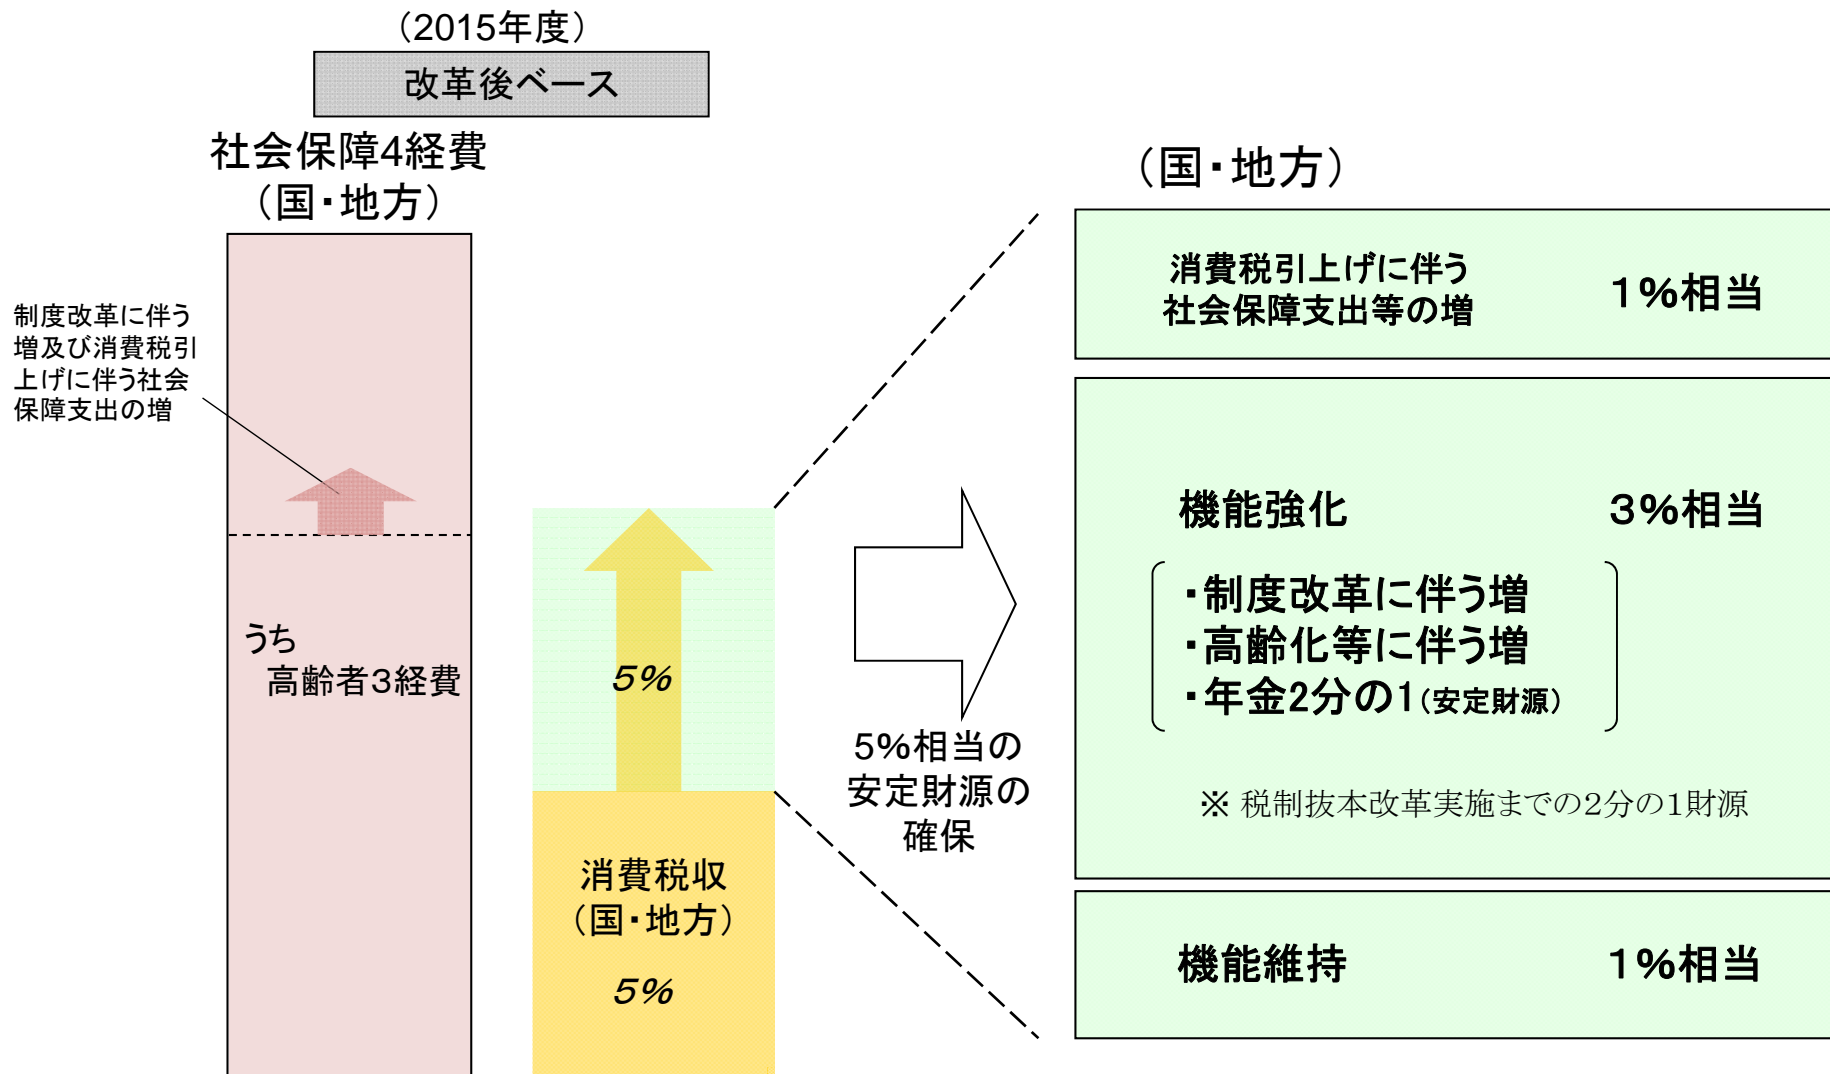 （2015年度）
改革後ベース
社会保障4経費
（国・地方）
制度改革に伴う
増及び消費税引
上げに伴う社会
保障支出の増
うち
高齢者３経費
5%
消費税収
（国・地方）
5%
5%相当の
安定財源の
確保
（国・地方）
消費税引上げに伴う
社会保障支出等の増
１％相当
機能強化
３％相当
・制度改革に伴う増
・高齢化等に伴う増
・年金2分の1（安定財源）
※ 税制抜本改革実施までの２分の１財源
機能維持
１％相当